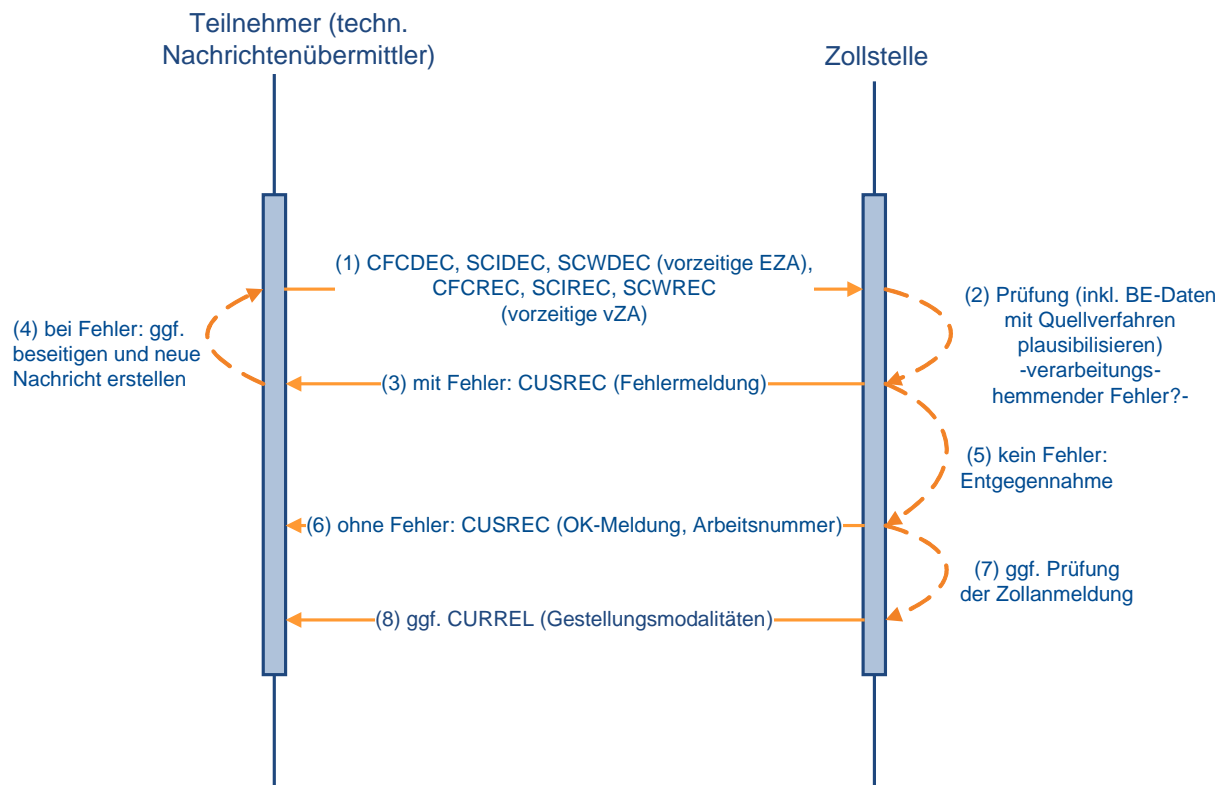 Teilnehmer (techn.
Nachrichtenübermittler)
Zollstelle
(1) CFCDEC, SCIDEC, SCWDEC (vorzeitige EZA),
CFCREC, SCIREC, SCWREC
(vorzeitige vZA)
(2) Prüfung (inkl. BE-Daten
mit Quellverfahren
plausibilisieren)
-verarbeitungs-
hemmender Fehler?-
(3) mit Fehler: CUSREC (Fehlermeldung)
(4) bei Fehler: ggf.
beseitigen und neue
Nachricht erstellen
(5) kein Fehler:
Entgegennahme
(6) ohne Fehler: CUSREC (OK-Meldung, Arbeitsnummer)
(7) ggf. Prüfung
der Zollanmeldung
(8) ggf. CURREL (Gestellungsmodalitäten)